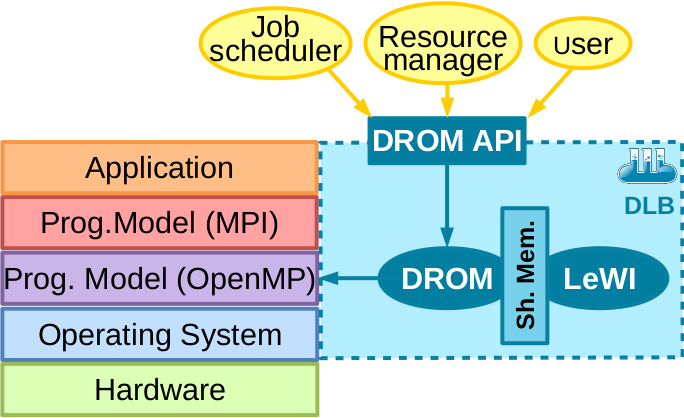 Job
scheduler
Resource
manager
User
DROM API
Application
DLB
Prog.Model (MPI)
Prog. Model (OpenMP)
DROM
Sh. Mem.
LeWI
Operating System
Hardware